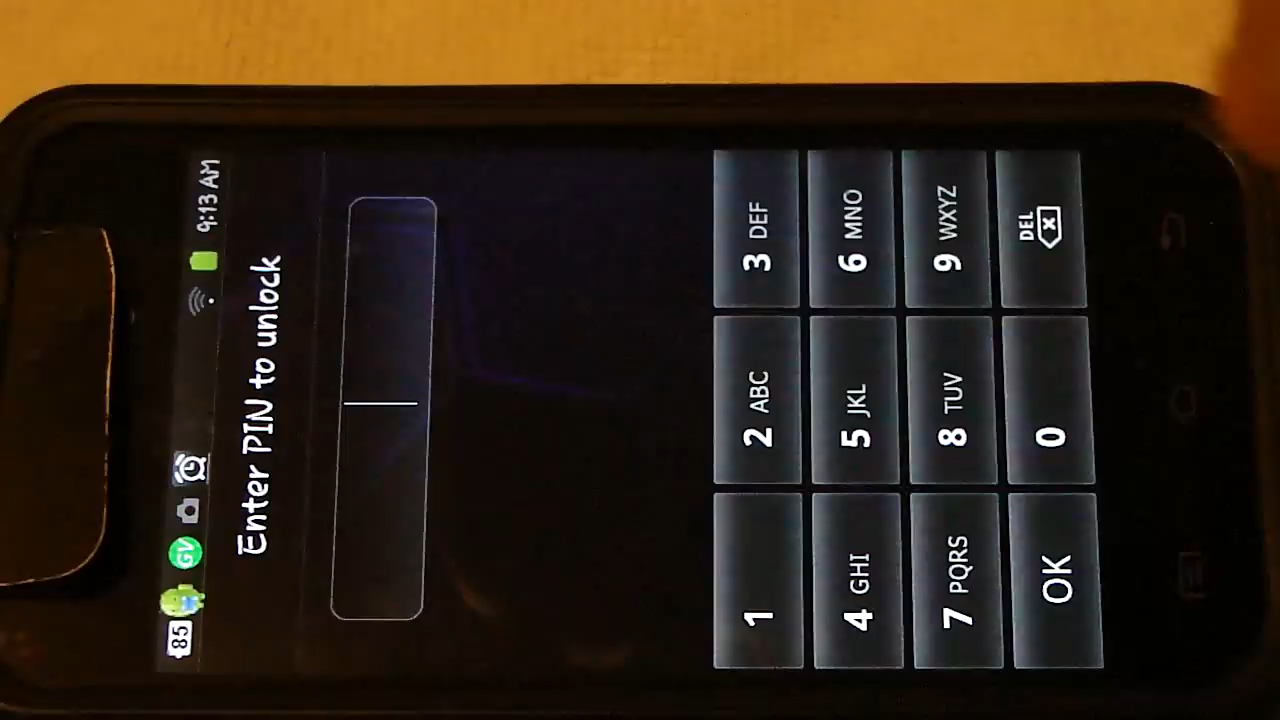 85 GV 9:13 AM
Enter PIN to unlock
1 2 ABC 3 DEF
4 GHI 5 JKL 6 MNO
7 PQRS 8 TUV 9 WXYZ
OK 0 DEL